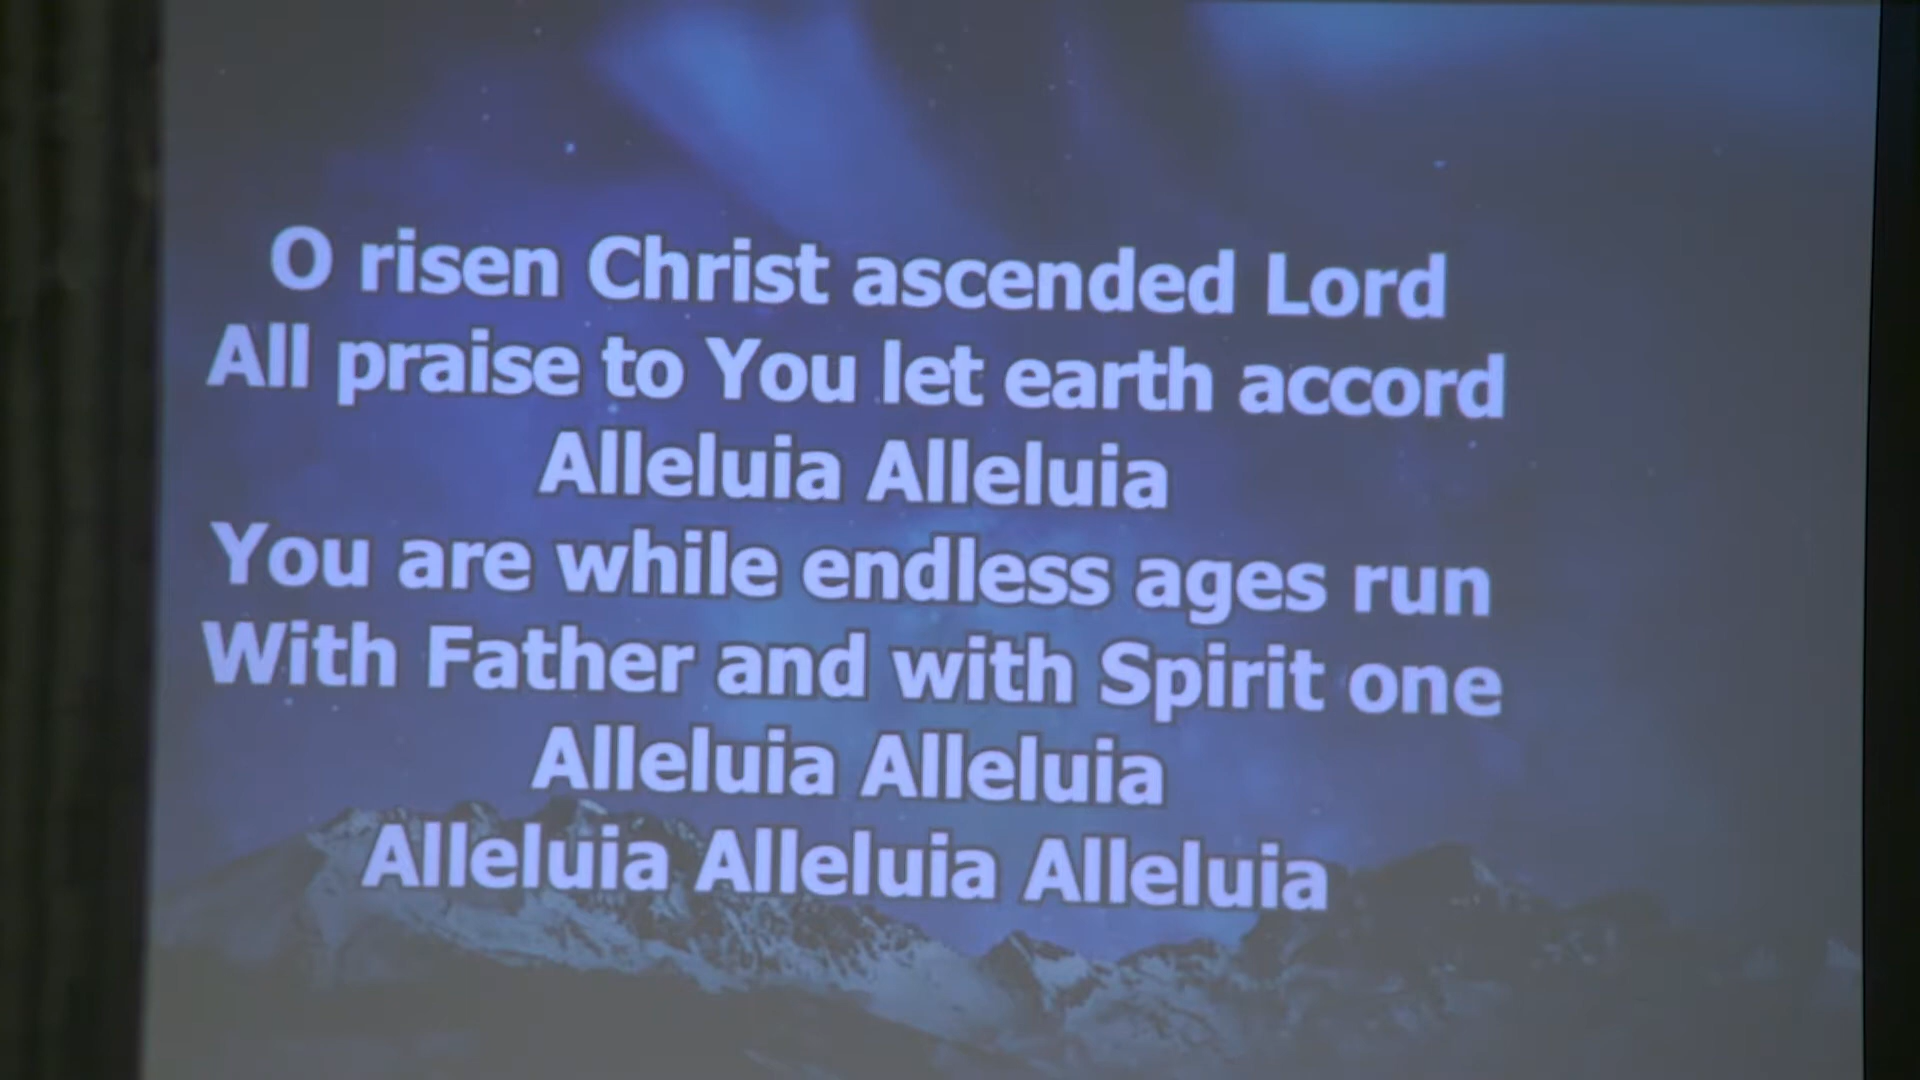 O risen Christ ascended Lord
All praise to You let earth accord
Alleluia Alleluia
You are while endless ages run
With Father and with Spirit one
Alleluia Alleluia
Alleluia Alleluia Alleluia